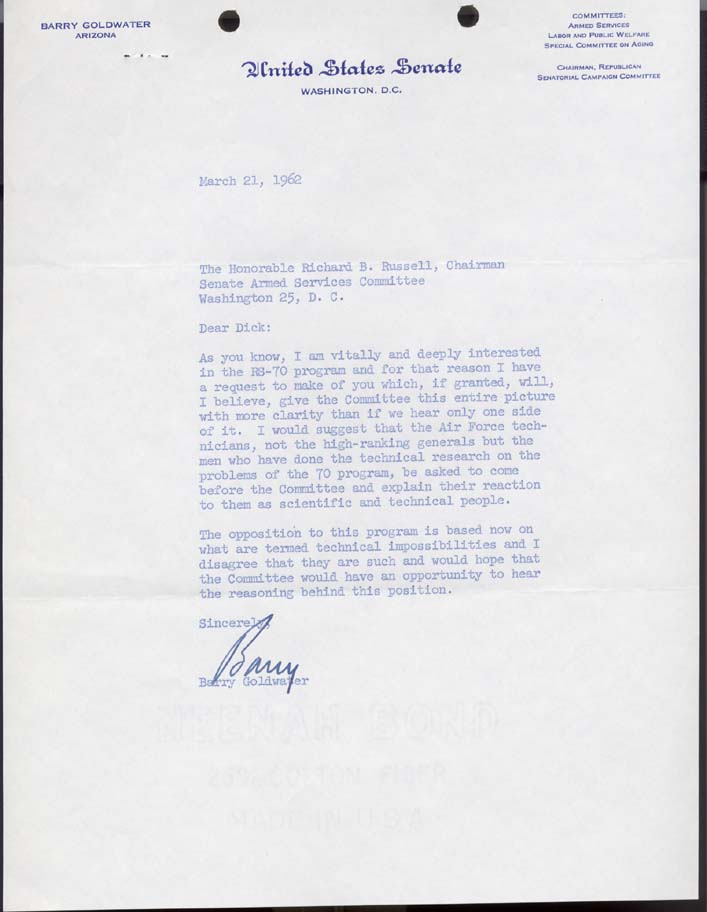 BARRY GOLDWATER
ARIZONA
COMMITTEES:
ARMED SERVICES
LABOR AND PUBLIC WELFARE
SPECIAL COMMITTEE ON AGING
CHAIRMAN, REPUBLICAN
SENATORIAL CAMPAIGN COMMITTEE
United States Senate
WASHINGTON, D.C.
March 21, 1962
The Honorable Richard B. Russell, Chairman
Senate Armed Services Committee
Washington 25, D. C.
Dear Dick:
As you know, I am vitally and deeply interested
in the RS-70 program and for that reason I have
a request to make of you which, if granted, will,
I believe, give the Committee this entire picture
with more clarity than if we hear only one side
of it. I would suggest that the Air Force tech-
nicians, not the high-ranking generals but the
men who have done the technical research on the
problems of the 70 program, be asked to come
before the Committee and explain their reaction
to them as scientific and technical people.
The opposition to this program is based now on
what are termed technical impossibilities and I
disagree that they are such and would hope that
the Committee would have an opportunity to hear
the reasoning behind this position.
Sincerely,
Barry
Barry Goldwater
KEENAH BOND